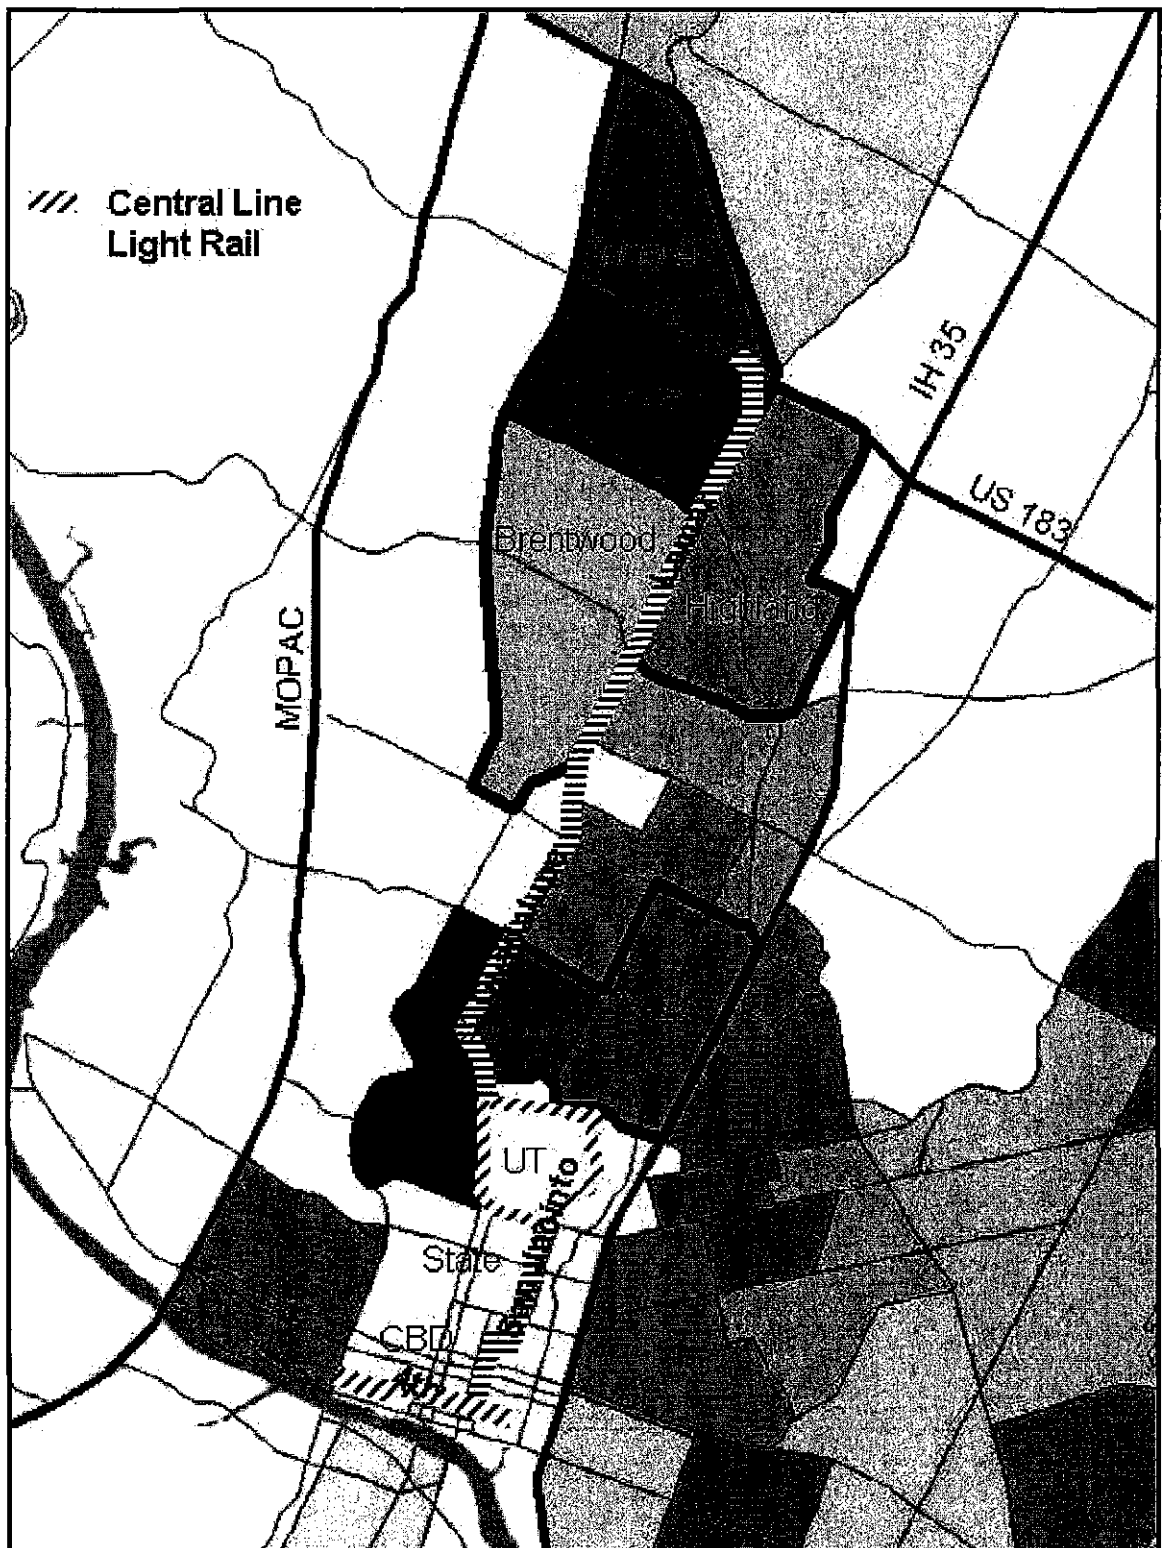 Central Line
Light Rail
IH 35
US 183
Brentwood
Highland
MOPAC
UT
State
CBD
4th